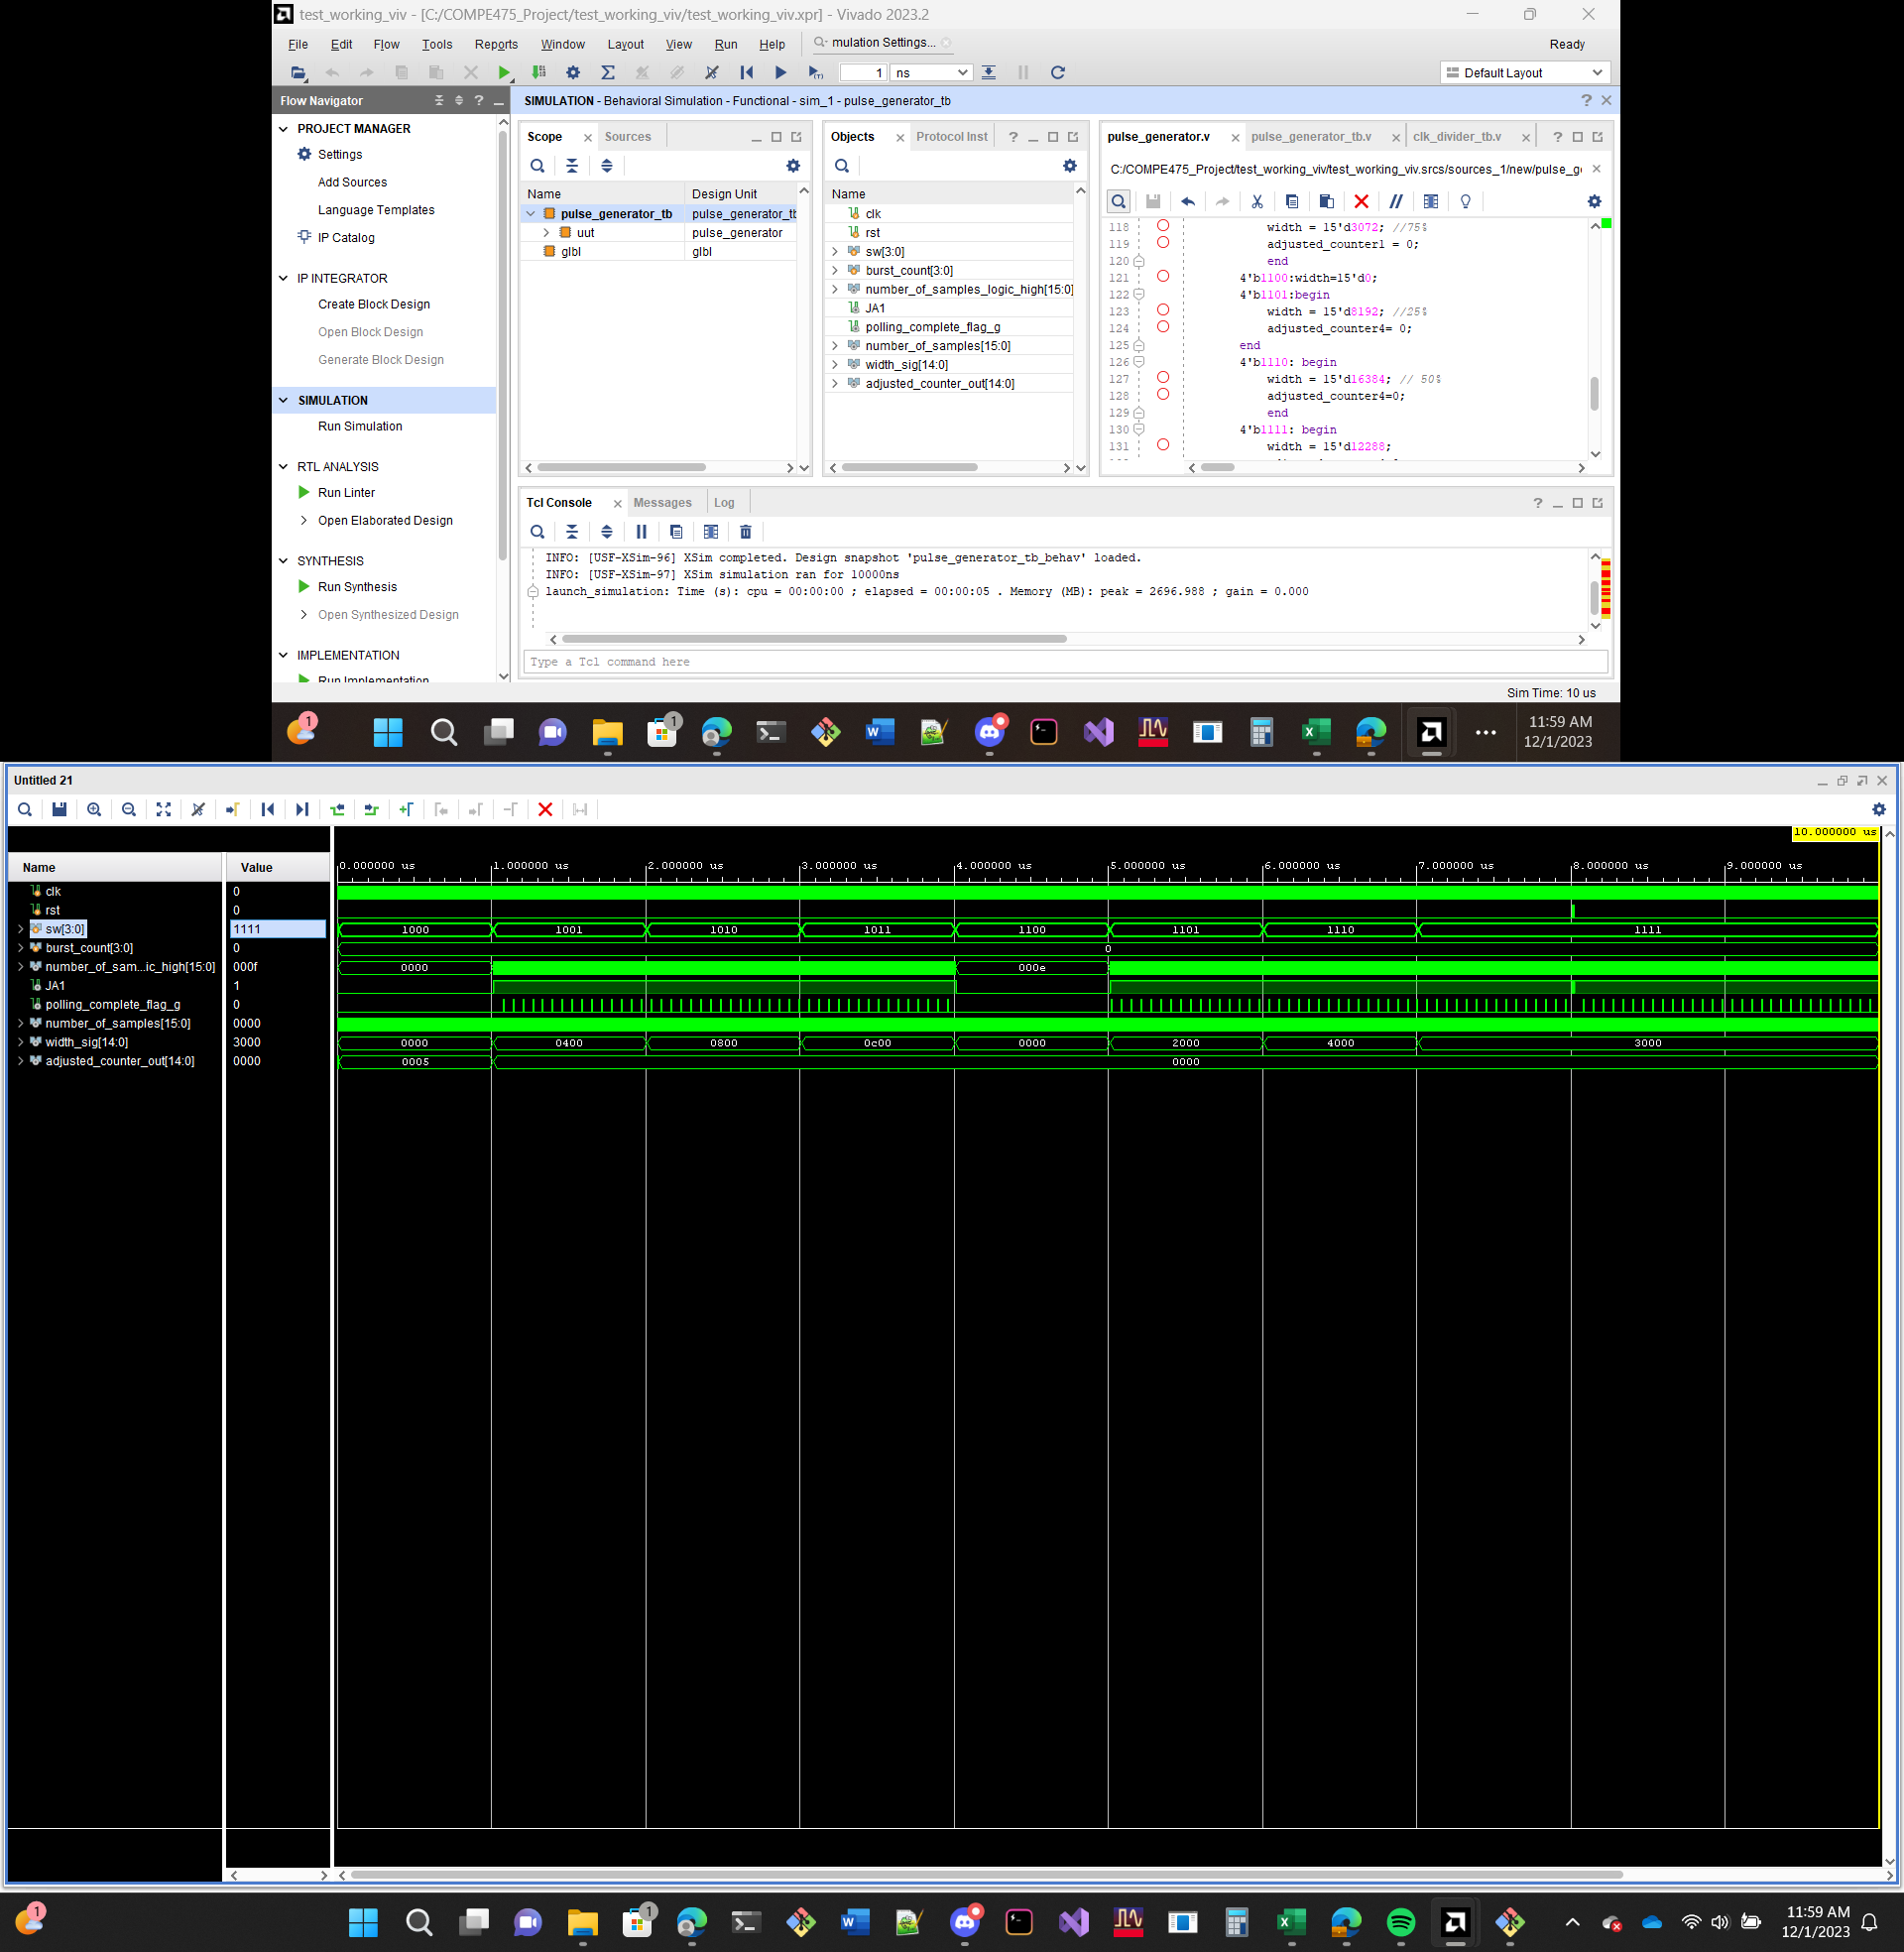 test_working_viv - [C:/COMPE475_Project/test_working_viv/test_working_viv.xpr] - Vivado 2023.2
File Edit Flow Tools Reports Window Layout View Run Help mulation Settings... Ready
1 ns Default Layout
Flow Navigator
SIMULATION - Behavioral Simulation - Functional - sim_1 - pulse_generator_tb
PROJECT MANAGER
Settings
Add Sources
Language Templates
IP Catalog
IP INTEGRATOR
Create Block Design
Open Block Design
Generate Block Design
SIMULATION
Run Simulation
RTL ANALYSIS
Run Linter
Open Elaborated Design
SYNTHESIS
Run Synthesis
Open Synthesized Design
IMPLEMENTATION
Run Implementation
Scope Sources
Name Design Unit
pulse_generator_tb pulse_generator_tb
uut pulse_generator
glbl glbl
Objects Protocol Inst
Name
clk
rst
sw[3:0]
burst_count[3:0]
number_of_samples_logic_high[15:0]
JA1
polling_complete_flag_g
number_of_samples[15:0]
width_sig[14:0]
adjusted_counter_out[14:0]
pulse_generator.v pulse_generator_tb.v clk_divider_tb.v
C:/COMPE475_Project/test_working_viv/test_working_viv.srcs/sources_1/new/pulse_g
118 width = 15'd3072; //75%
119 adjusted_counter1 = 0;
120 end
121 4'b1100:width=15'd0;
122 4'b1101:begin
123 width = 15'd8192; //25%
124 adjusted_counter4= 0;
125 end
126 4'b1110: begin
127 width = 15'd16384; // 50%
128 adjusted_counter4=0;
129 end
130 4'b1111: begin
131 width = 15'd12288;
Tcl Console Messages Log
INFO: [USF-XSim-96] XSim completed. Design snapshot 'pulse_generator_tb_behav' loaded.
INFO: [USF-XSim-97] XSim simulation ran for 10000ns
launch_simulation: Time (s): cpu = 00:00:00 ; elapsed = 00:00:05 . Memory (MB): peak = 2696.988 ; gain = 0.000
Type a Tcl command here
Sim Time: 10 us
1 1 11:59 AM
12/1/2023
Untitled 21
10.000000 us
Name Value 0.000000 us 1.000000 us 2.000000 us 3.000000 us 4.000000 us 5.000000 us 6.000000 us 7.000000 us 8.000000 us 9.000000 us
clk 0
rst 0
sw[3:0] 1111 1000 1001 1010 1011 1100 1101 1110 1111
burst_count[3:0] 0 0
number_of_sam...ic_high[15:0] 000f 0000 000e
JA1 1
polling_complete_flag_g 0
number_of_samples[15:0] 0000
width_sig[14:0] 3000 0000 0400 0800 0c00 0000 2000 4000 3000
adjusted_counter_out[14:0] 0000 0005 0000
1 1 11:59 AM
12/1/2023